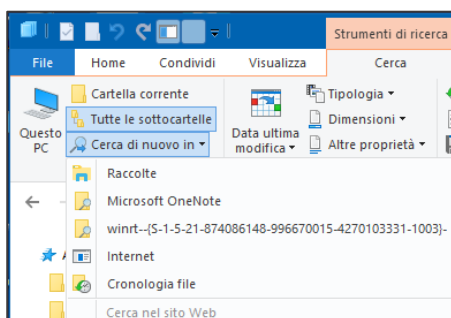 Strumenti di ricerca
File Home Condividi Visualizza Cerca
Cartella corrente
Tutte le sottocartelle
Cerca di nuovo in
Questo PC
Data ultima modifica
Tipologia
Dimensioni
Altre proprietà
Raccolte
Microsoft OneNote
winrt--{S-1-5-21-874086148-996670015-4270103331-1003}-
Internet
Cronologia file
Cerca nel sito Web